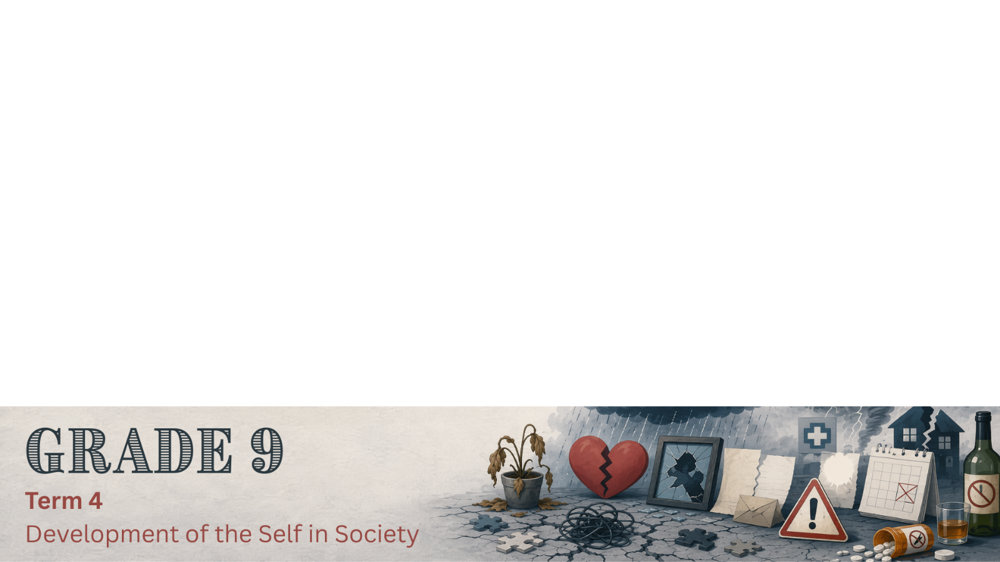 GRADE 9
Term 4
Development of the Self in Society